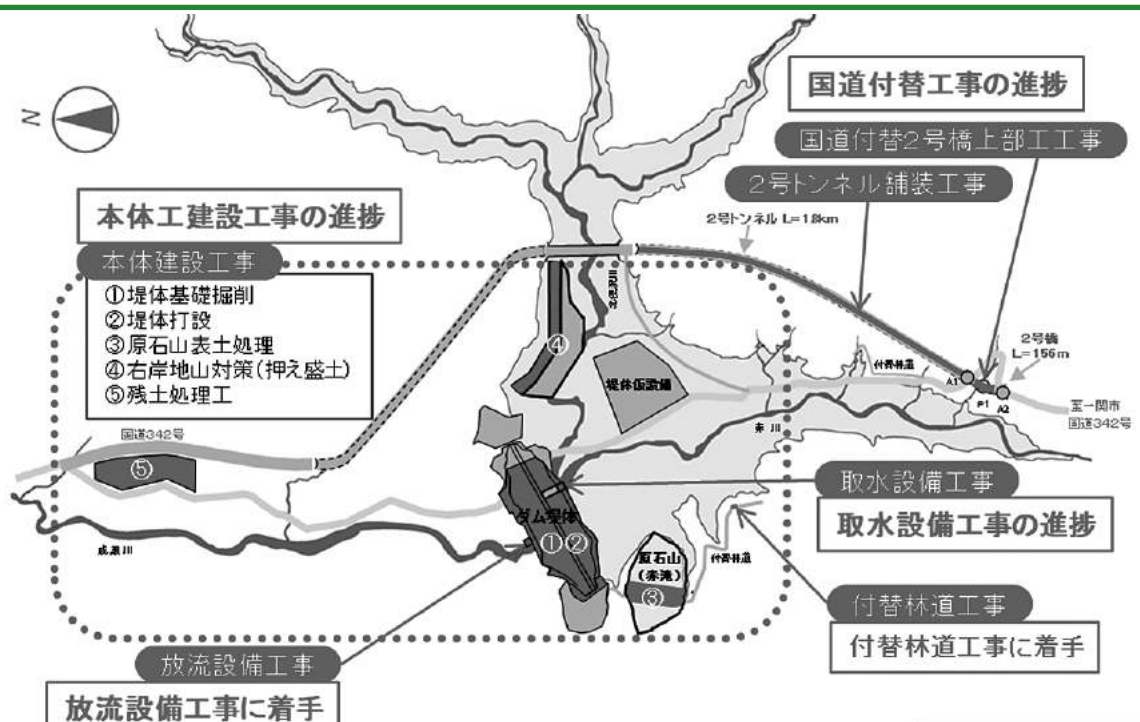 国道付替工事の進捗
国道付替2号橋上部工工事
2号トンネル舗装工事
2号トンネル L=1.8km
N
本体工建設工事の進捗
本体建設工事
①堤体基礎掘削
②堤体打設
③原石山表土処理
④右岸地山対策(押え盛土)
⑤残土処理工
④
堤体仮設備
付替林道
2号橋
L=156m
A1
P1
A2
至一関市
国道342号
赤川
国道342号
⑤
成瀬川
ダム堤体
① ②
原石山
(赤滝)
③
付替林道
取水設備工事
取水設備工事の進捗
付替林道工事
付替林道工事に着手
放流設備工事
放流設備工事に着手